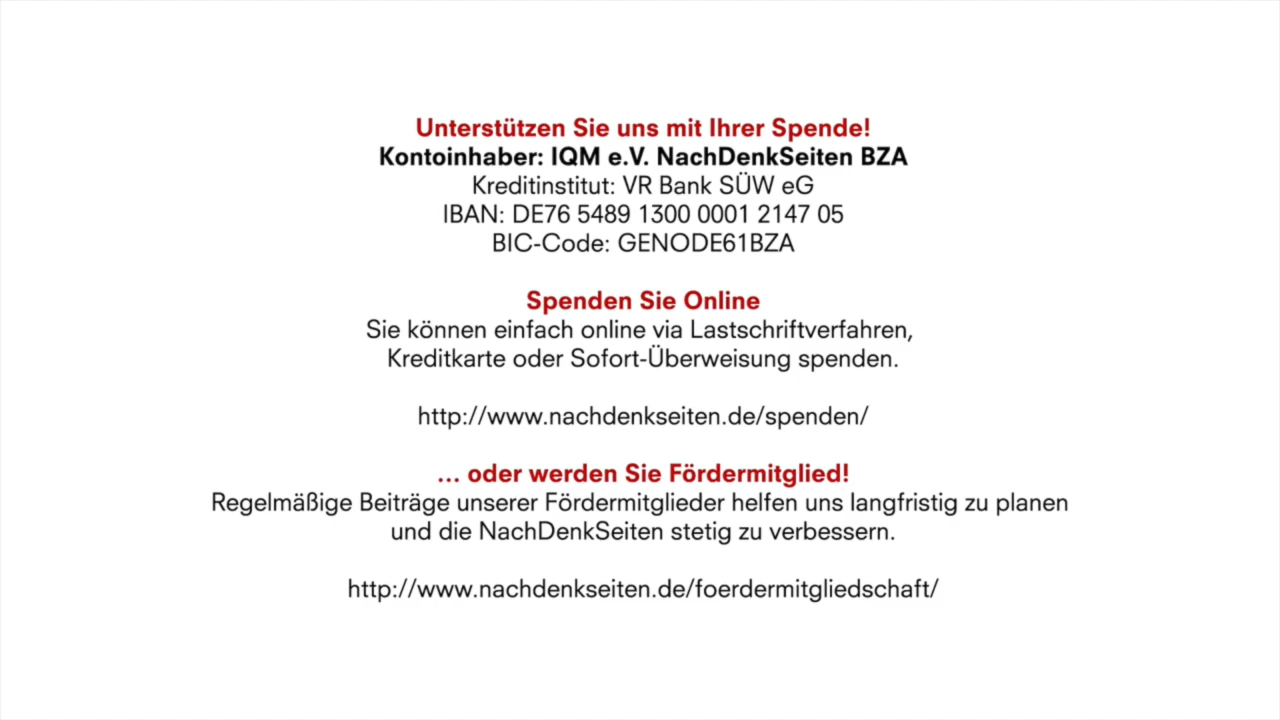 Unterstützen Sie uns mit Ihrer Spende!
Kontoinhaber: IQM e.V. NachDenkSeiten BZA
Kreditinstitut: VR Bank SÜW eG
IBAN: DE76 5489 1300 0001 2147 05
BIC-Code: GENODE61BZA
Spenden Sie Online
Sie können einfach online via Lastschriftverfahren,
Kreditkarte oder Sofort-Überweisung spenden.
http://www.nachdenkseiten.de/spenden/
... oder werden Sie Fördermitglied!
Regelmäßige Beiträge unserer Fördermitglieder helfen uns langfristig zu planen
und die NachDenkSeiten stetig zu verbessern.
http://www.nachdenkseiten.de/foerdermitgliedschaft/